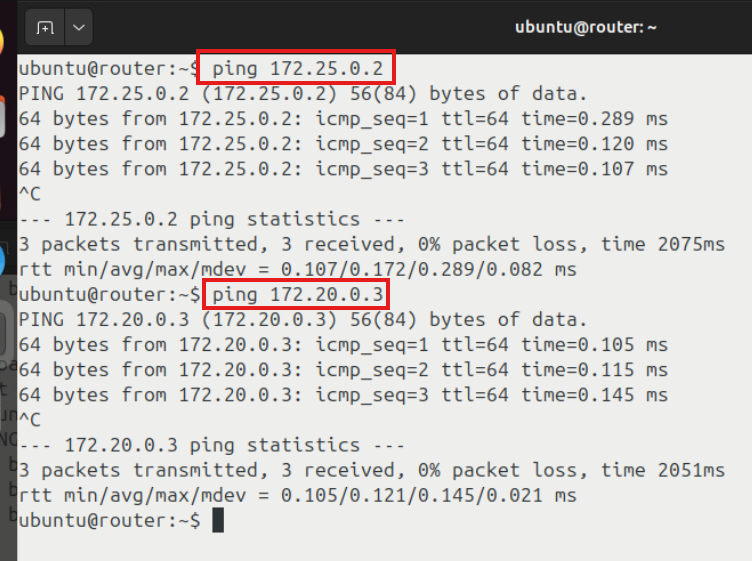 ubuntu@router: ~
ubuntu@router:~$ ping 172.25.0.2
PING 172.25.0.2 (172.25.0.2) 56(84) bytes of data.
64 bytes from 172.25.0.2: icmp_seq=1 ttl=64 time=0.289 ms
64 bytes from 172.25.0.2: icmp_seq=2 ttl=64 time=0.120 ms
64 bytes from 172.25.0.2: icmp_seq=3 ttl=64 time=0.107 ms
^C
--- 172.25.0.2 ping statistics ---
3 packets transmitted, 3 received, 0% packet loss, time 2075ms
rtt min/avg/max/mdev = 0.107/0.172/0.289/0.082 ms
ubuntu@router:~$ ping 172.20.0.3
PING 172.20.0.3 (172.20.0.3) 56(84) bytes of data.
64 bytes from 172.20.0.3: icmp_seq=1 ttl=64 time=0.105 ms
64 bytes from 172.20.0.3: icmp_seq=2 ttl=64 time=0.115 ms
64 bytes from 172.20.0.3: icmp_seq=3 ttl=64 time=0.145 ms
^C
--- 172.20.0.3 ping statistics ---
3 packets transmitted, 3 received, 0% packet loss, time 2051ms
rtt min/avg/max/mdev = 0.105/0.121/0.145/0.021 ms
ubuntu@router:~$